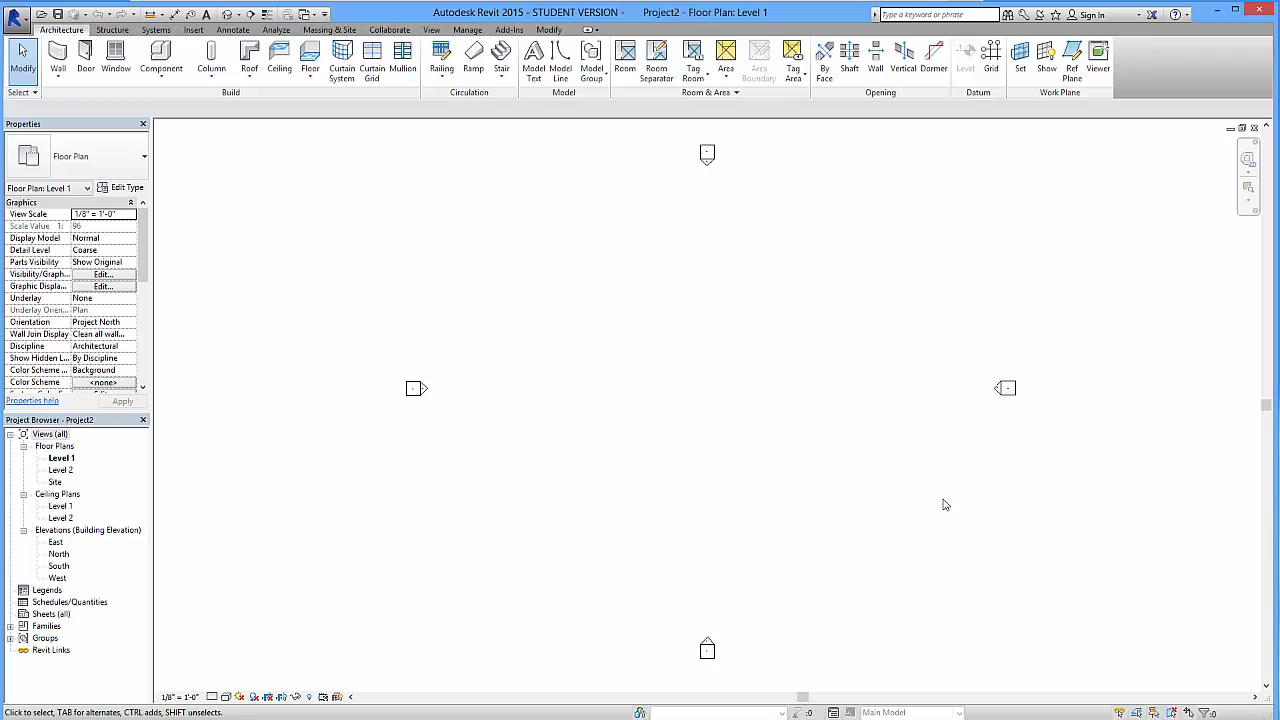 Autodesk Revit 2015 - STUDENT VERSION - Project2 - Floor Plan: Level 1
Type a keyword or phrase
Sign In
Architecture Structure Systems Insert Annotate Analyze Massing & Site Collaborate View Manage Add-Ins Modify
Modify Wall Door Window Component Column Roof Ceiling Floor Curtain System Curtain Grid Mullion Railing Ramp Stair Model Text Model Line Model Group Room Room Separator Tag Room Area Area Boundary Tag Area By Face Shaft Wall Vertical Dormer Level Grid Set Show Ref Plane Viewer
Select Build Circulation Model Room & Area Opening Datum Work Plane
Properties
Floor Plan
Floor Plan: Level 1 Edit Type
Graphics
View Scale 1/8" = 1'-0"
Scale Value 1: 96
Display Model Normal
Detail Level Coarse
Parts Visibility Show Original
Visibility/Graph... Edit...
Graphic Displa... Edit...
Underlay None
Underlay Orien... Plan
Orientation Project North
Wall Join Display Clean all wall...
Discipline Architectural
Show Hidden L... By Discipline
Color Scheme ... Background
Color Scheme <none>
Properties help Apply
Project Browser - Project2
Views (all)
Floor Plans
Level 1
Level 2
Site
Ceiling Plans
Level 1
Level 2
Elevations (Building Elevation)
East
North
South
West
Legends
Schedules/Quantities
Sheets (all)
Families
Groups
Revit Links
1/8" = 1'-0"
Click to select, TAB for alternates, CTRL adds, SHIFT unselects.
:0
Main Model
:0